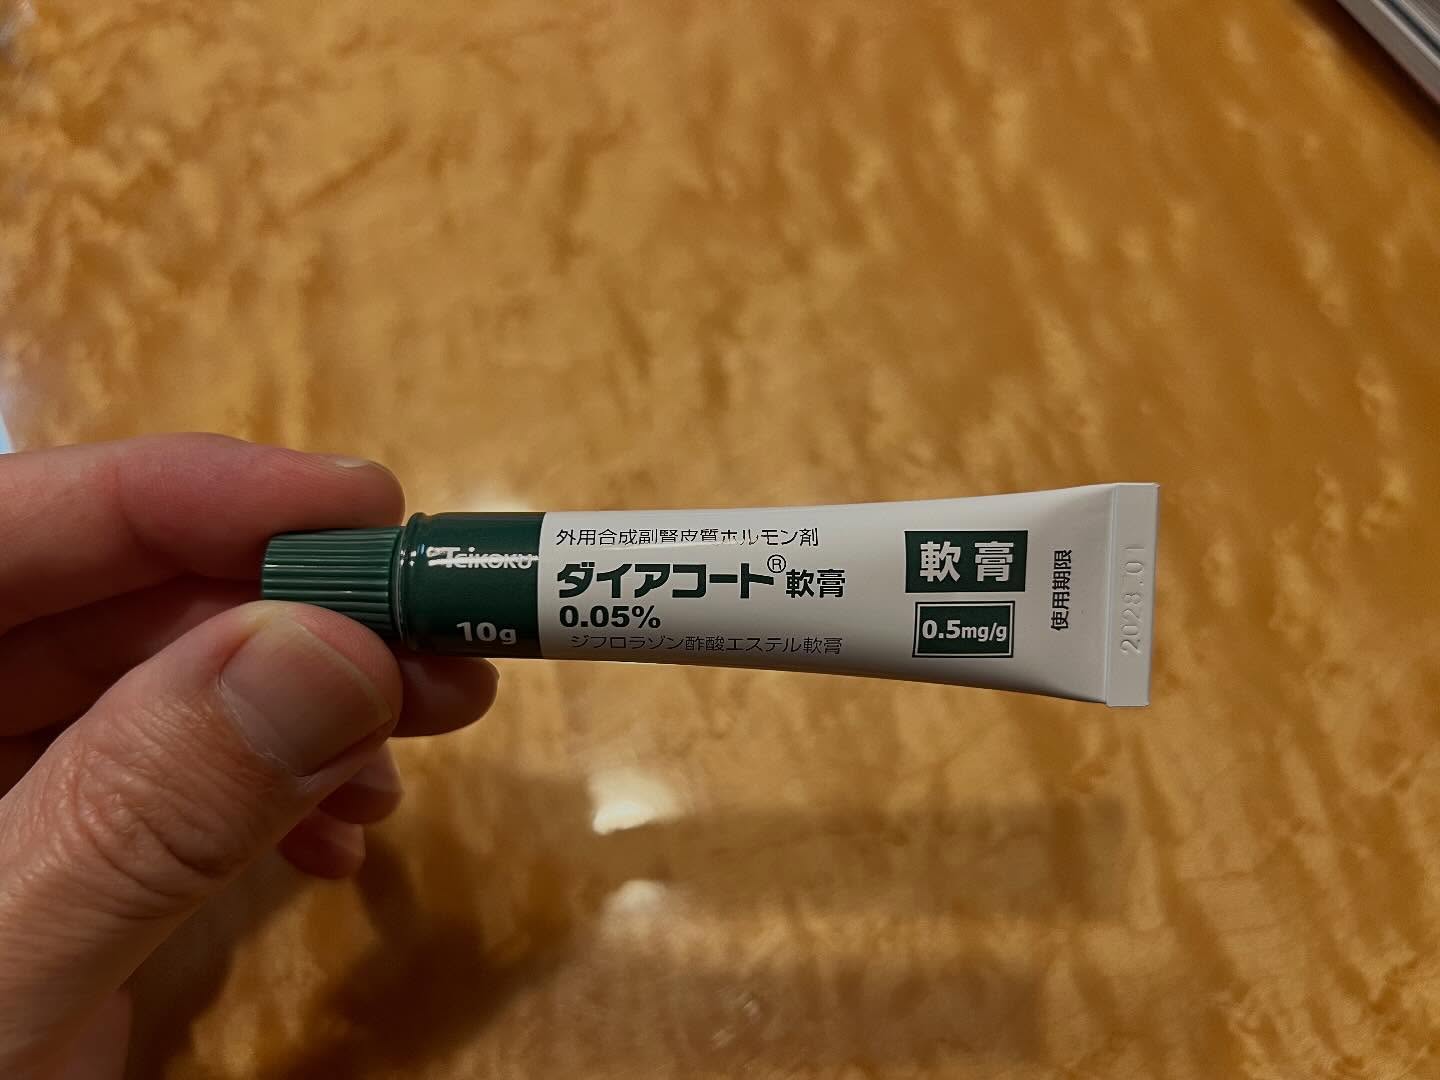 Teikoku
10g
外用合成副腎皮質ホルモン剤
ダイアコート®軟膏
0.05%
ジフロラゾン酢酸エステル軟膏
軟膏
0.5mg/g
使用期限
2028.01